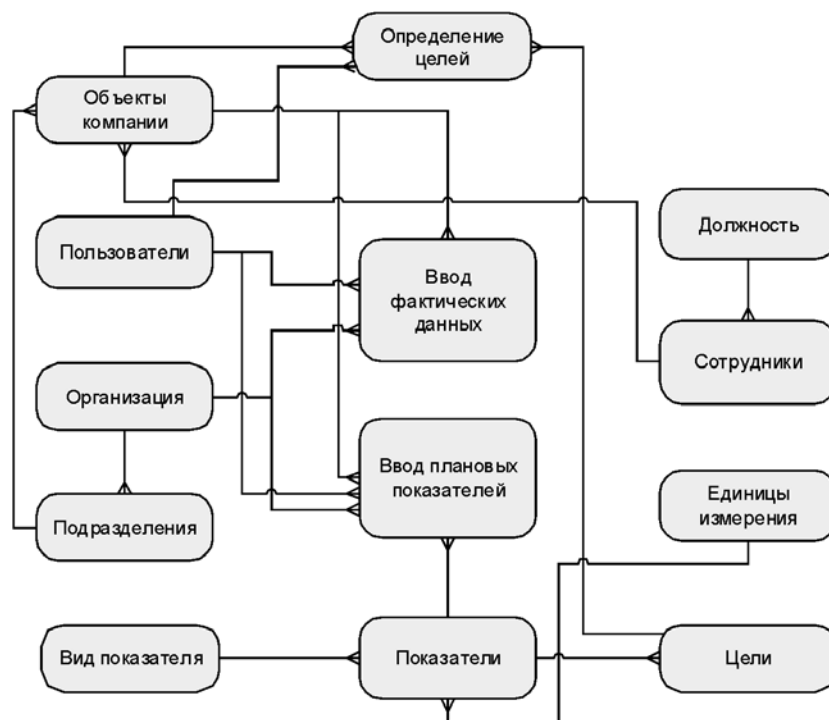 Определение
целей
Объекты
компании
Пользователи
Ввод
фактических
данных
Должность
Сотрудники
Организация
Ввод плановых
показателей
Единицы
измерения
Подразделения
Вид показателя
Показатели
Цели